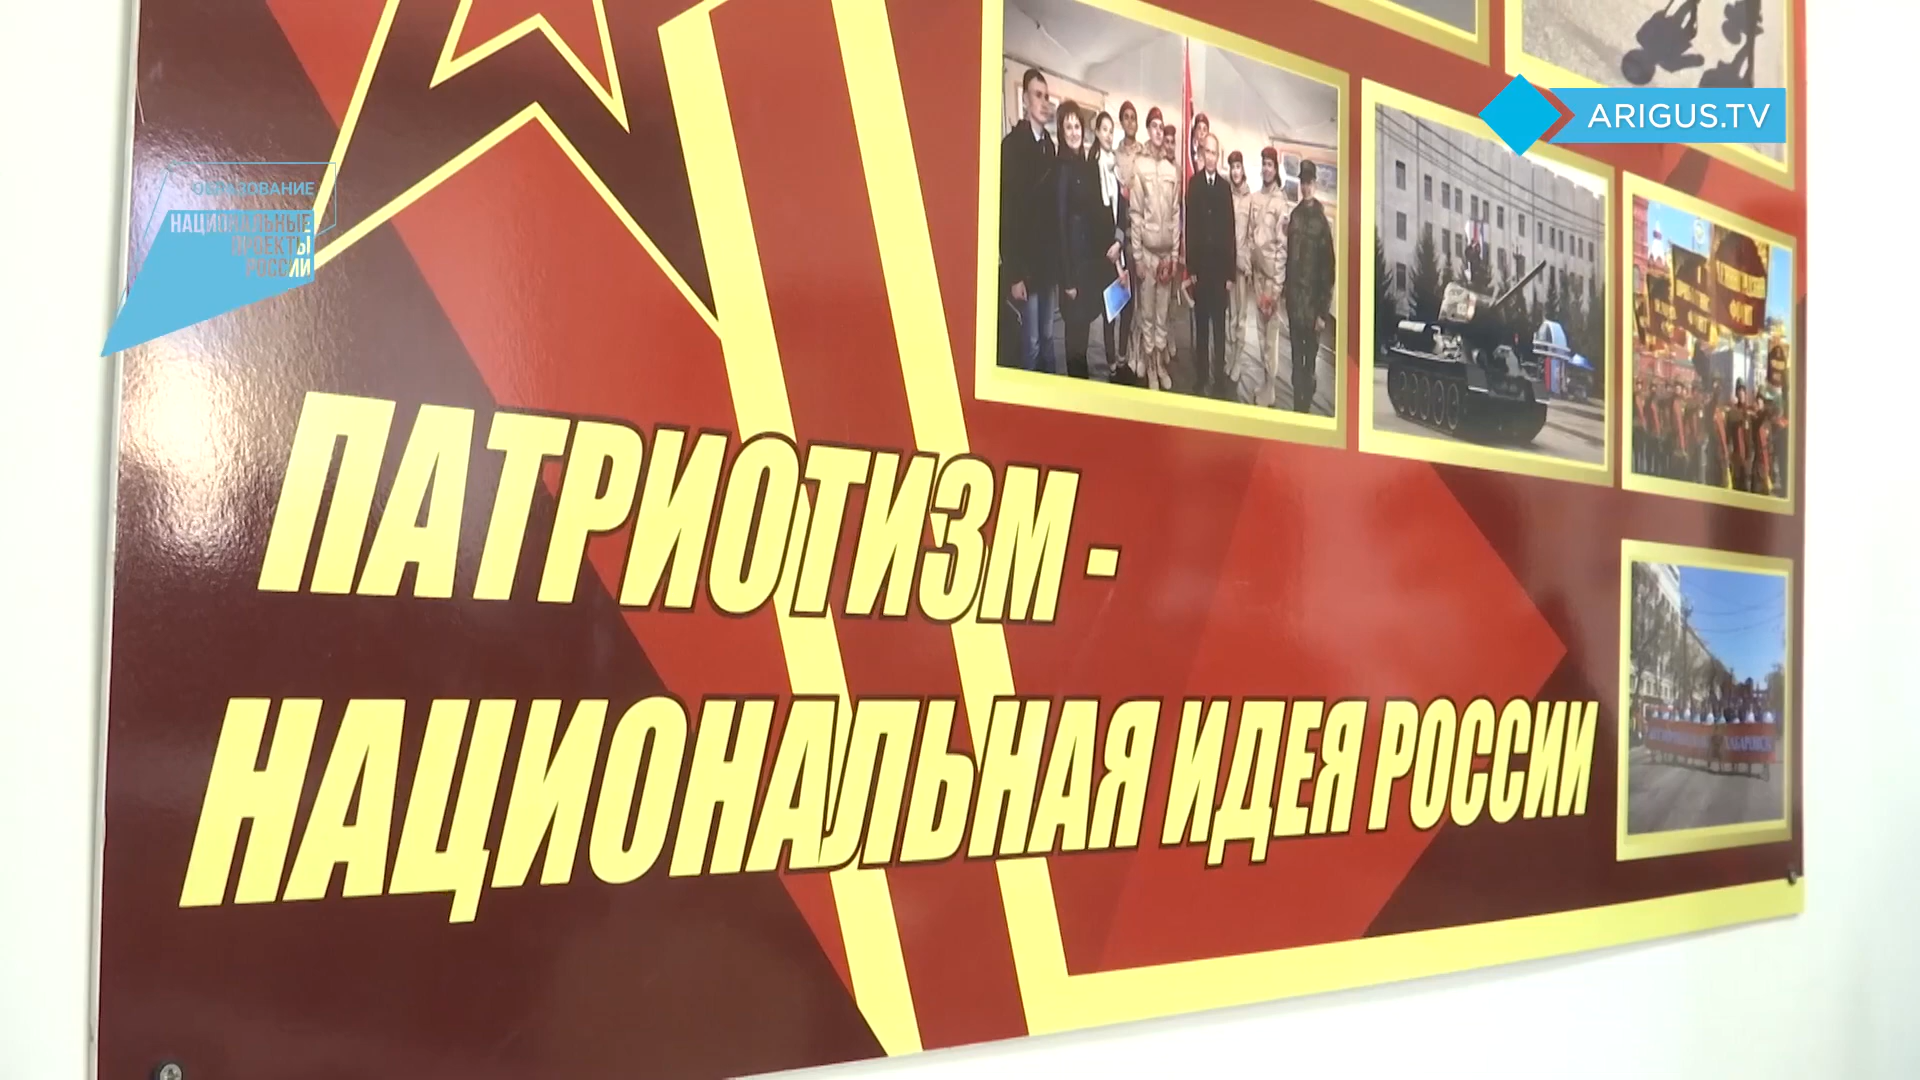 ARIGUS.TV
ОБРАЗОВАНИЕ
НАЦИОНАЛЬНЫЕ
ПРОЕКТЫ
РОССИИ
ПАТРИОТИЗМ -
НАЦИОНАЛЬНАЯ ИДЕЯ РОССИИ